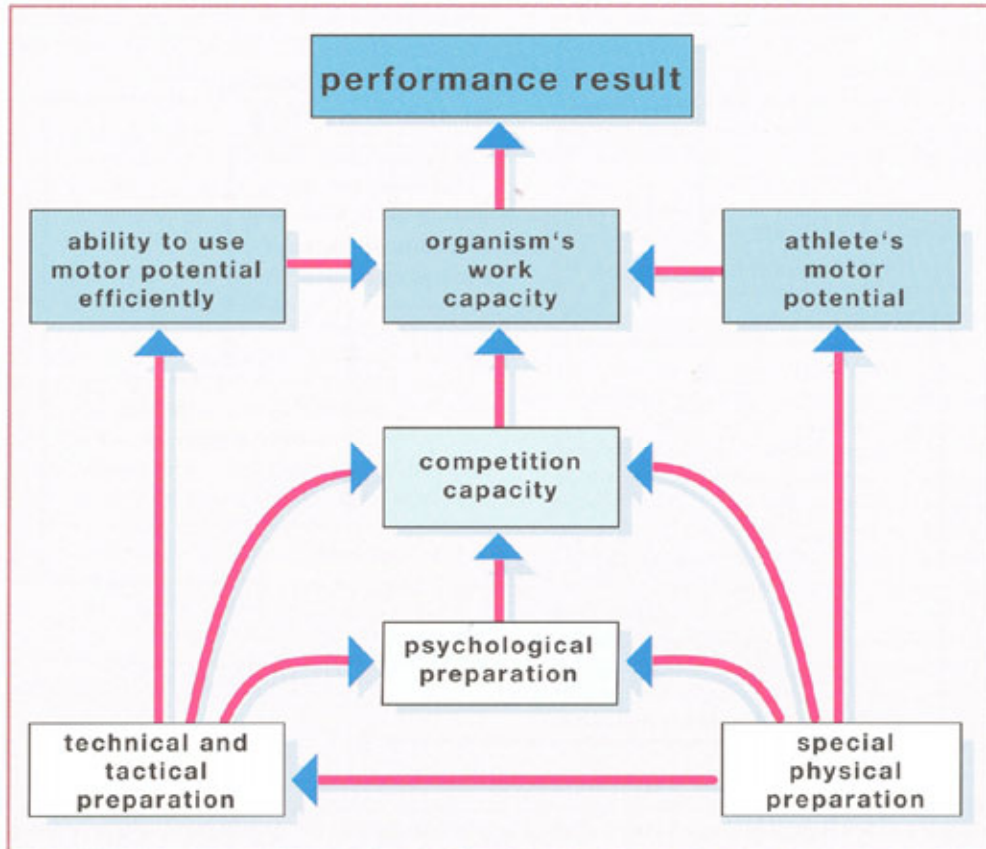 performance result
ability to use
motor potential
efficiently
organism's
work
capacity
athlete's
motor
potential
competition
capacity
psychological
preparation
technical and
tactical
preparation
special
physical
preparation